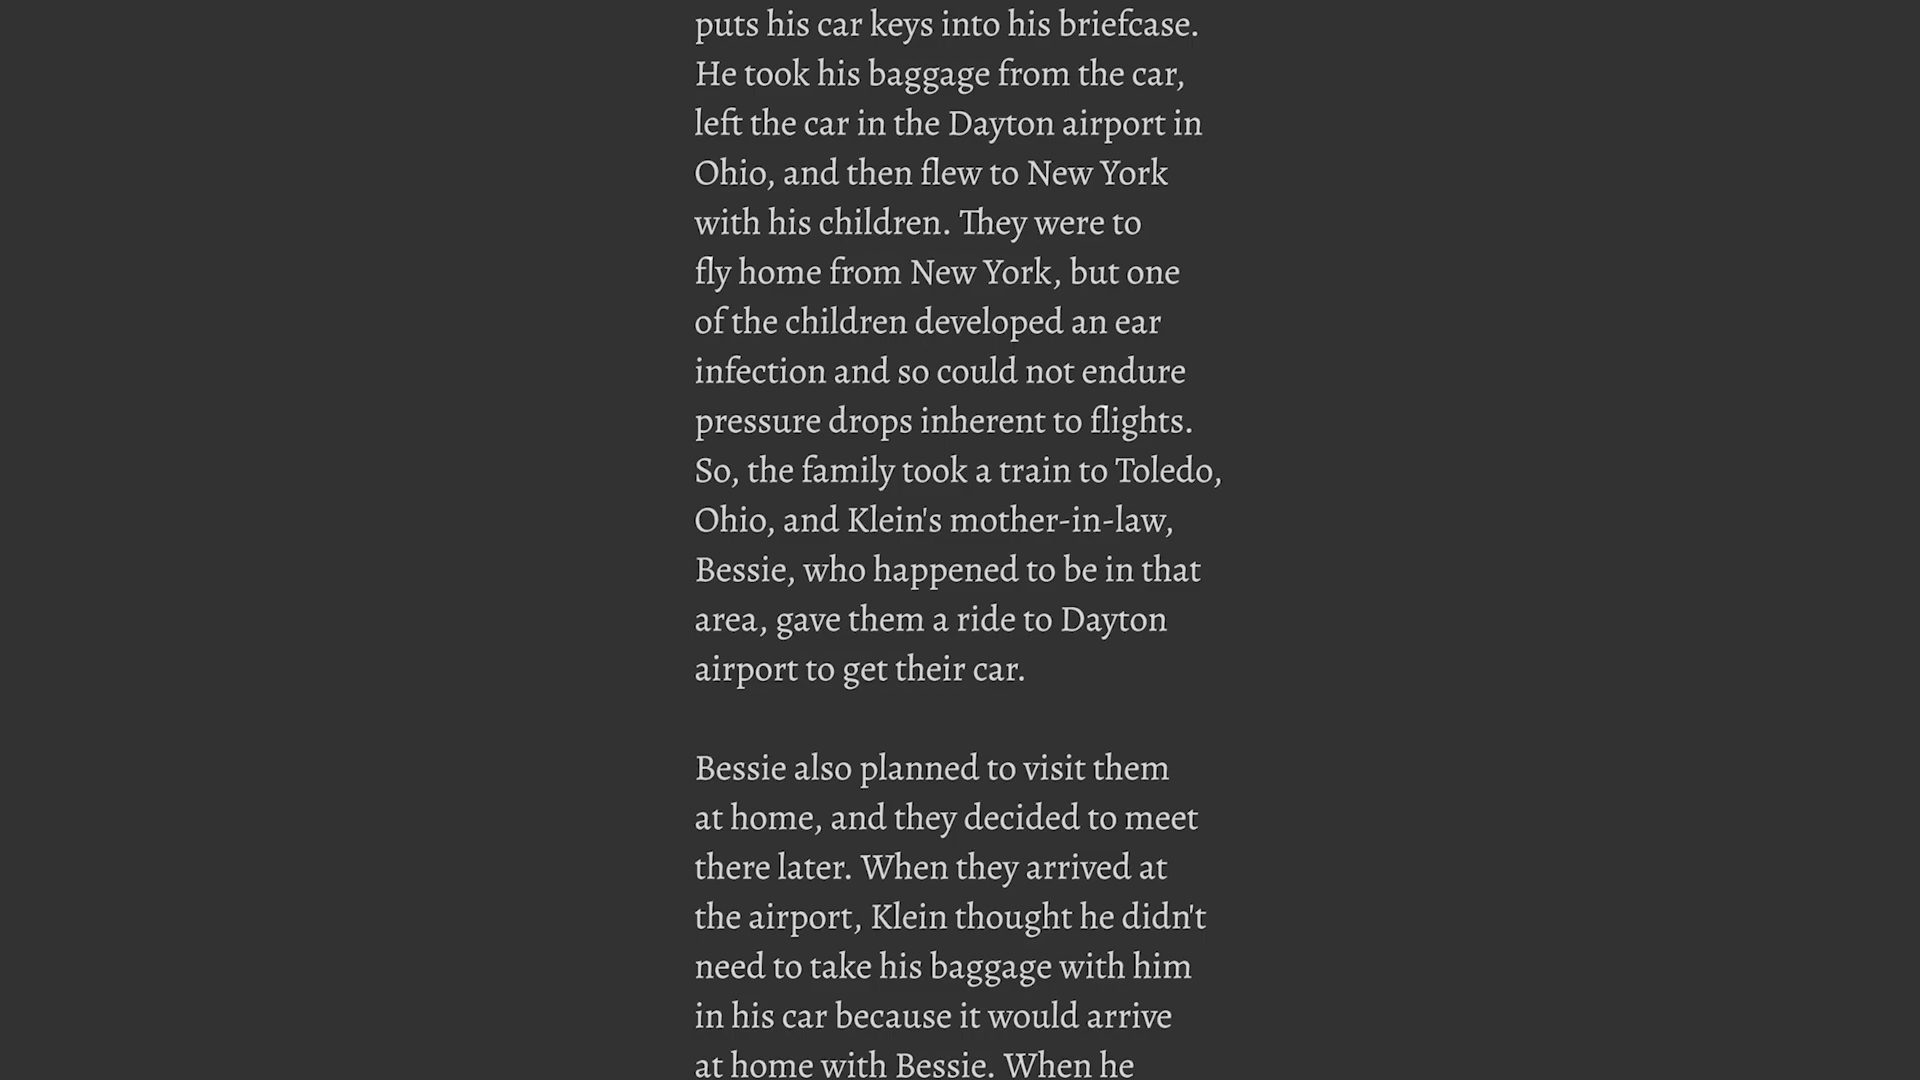 puts his car keys into his briefcase.
He took his baggage from the car,
left the car in the Dayton airport in
Ohio, and then flew to New York
with his children. They were to
fly home from New York, but one
of the children developed an ear
infection and so could not endure
pressure drops inherent to flights.
So, the family took a train to Toledo,
Ohio, and Klein's mother-in-law,
Bessie, who happened to be in that
area, gave them a ride to Dayton
airport to get their car.
Bessie also planned to visit them
at home, and they decided to meet
there later. When they arrived at
the airport, Klein thought he didn't
need to take his baggage with him
in his car because it would arrive
at home with Bessie. When he